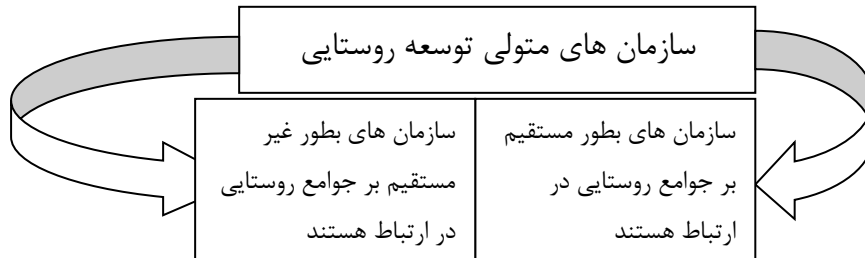 سازمان های متولی توسعه روستایی
سازمان های بطور مستقیم
بر جوامع روستایی در
ارتباط هستند
سازمان های بطور غیر
مستقیم بر جوامع روستایی
در ارتباط هستند